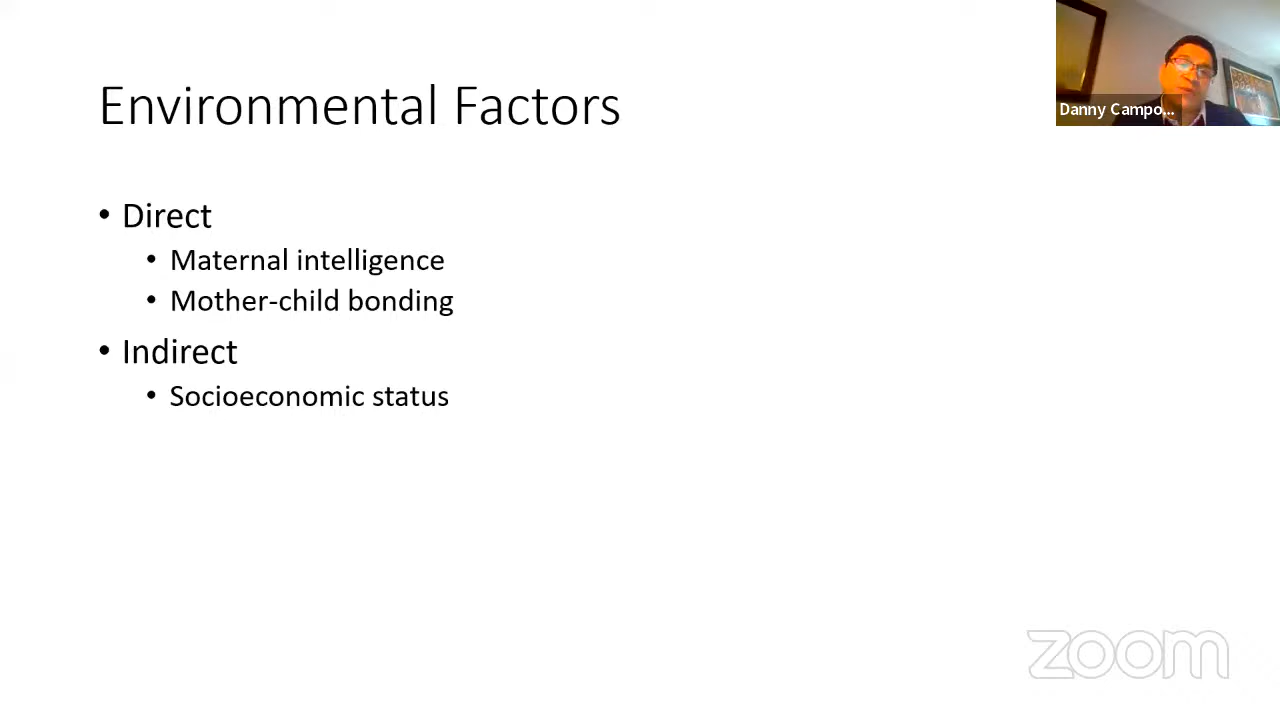 Environmental Factors
Danny Campo...
• Direct
• Maternal intelligence
• Mother-child bonding
• Indirect
• Socioeconomic status
zoom